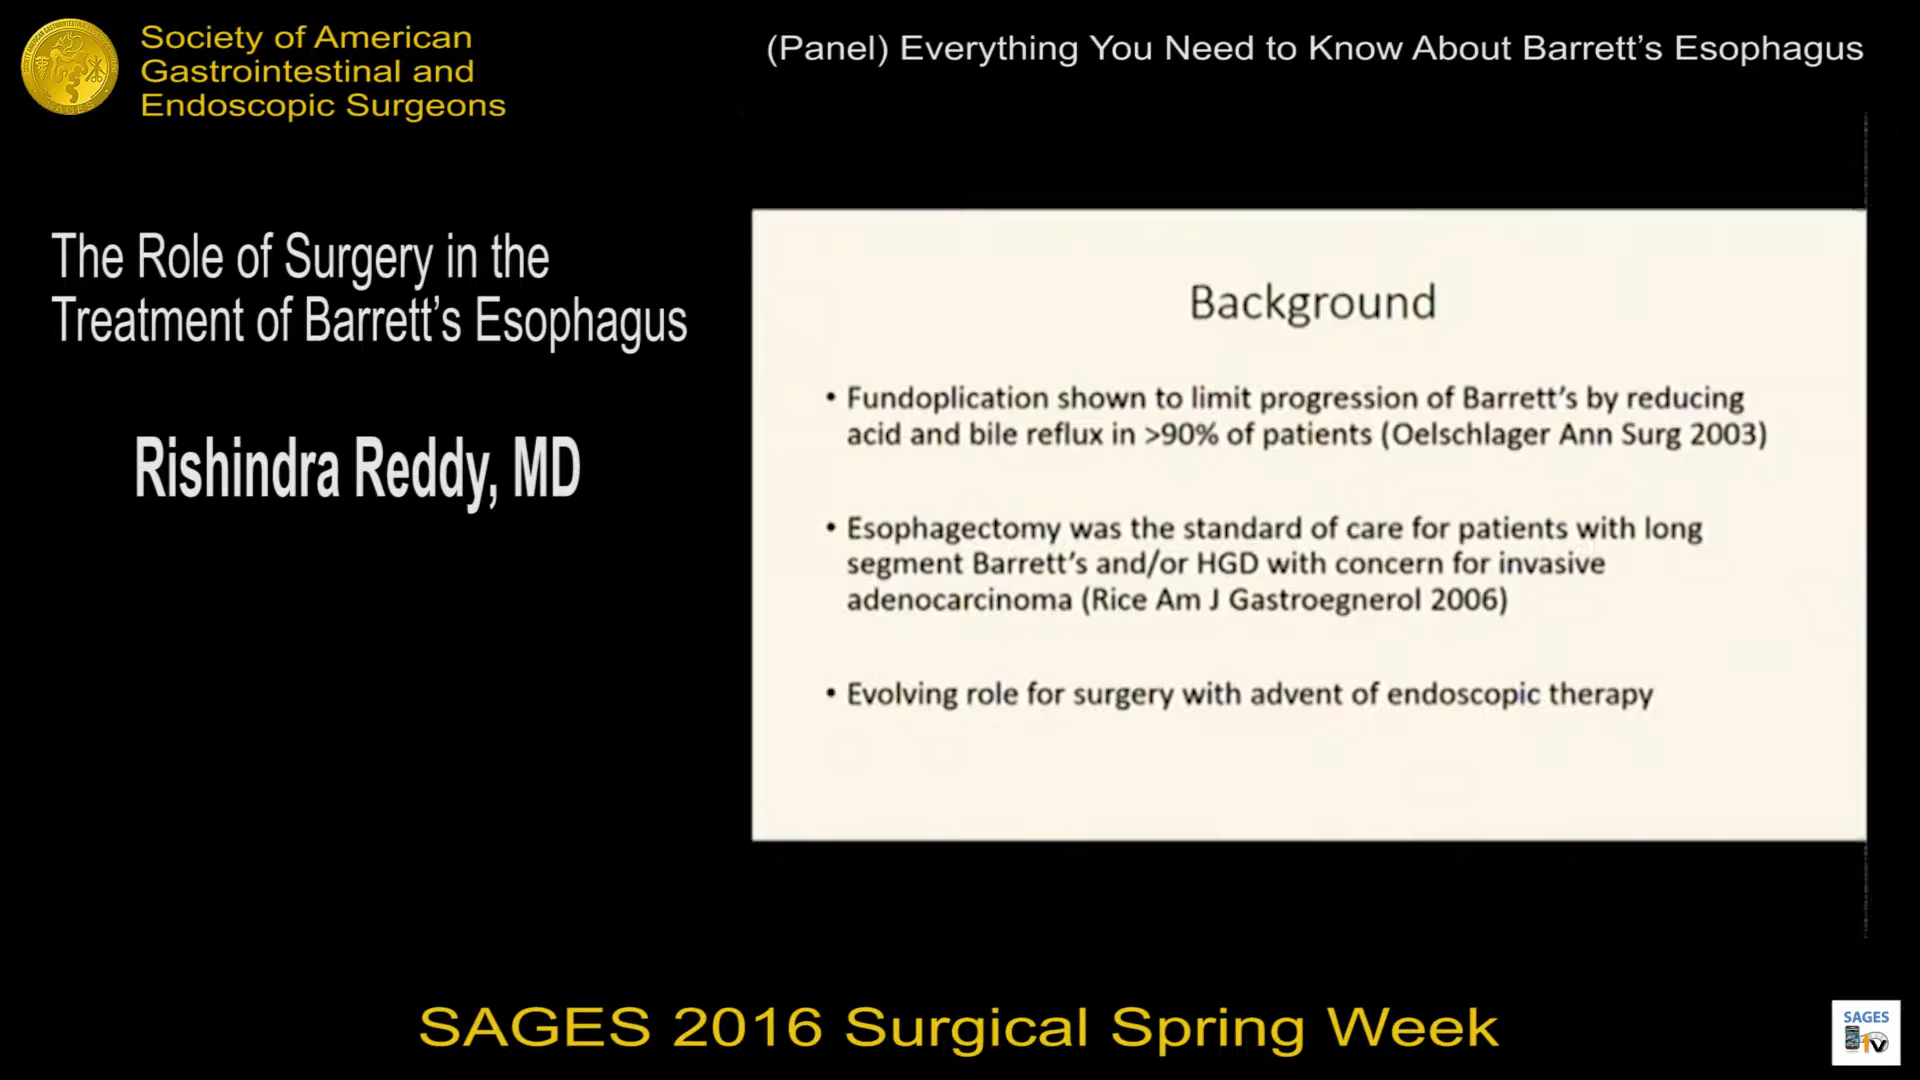 Society of American
Gastrointestinal and
Endoscopic Surgeons
(Panel) Everything You Need to Know About Barrett's Esophagus
The Role of Surgery in the
Treatment of Barrett's Esophagus
Rishindra Reddy, MD
Background
• Fundoplication shown to limit progression of Barrett's by reducing
acid and bile reflux in >90% of patients (Oelschlager Ann Surg 2003)
• Esophagectomy was the standard of care for patients with long
segment Barrett's and/or HGD with concern for invasive
adenocarcinoma (Rice Am J Gastroegnerol 2006)
• Evolving role for surgery with advent of endoscopic therapy
SAGES 2016 Surgical Spring Week
SAGES
TV